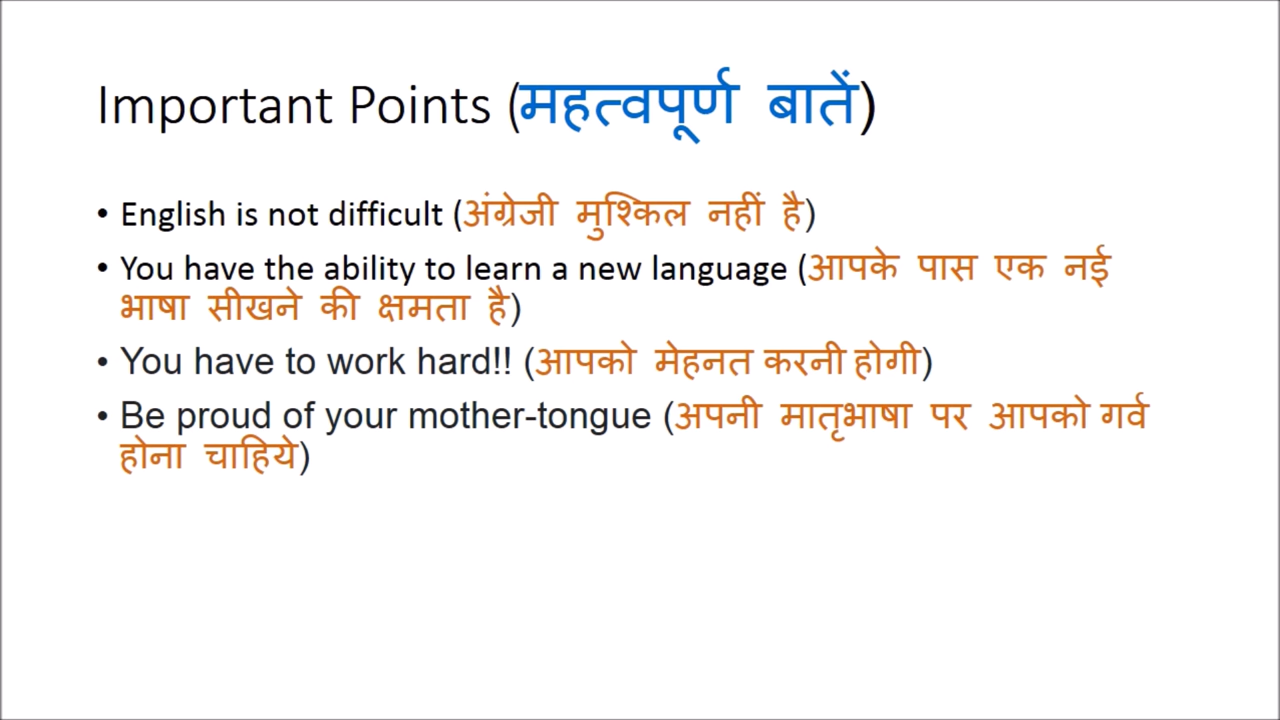 Important Points (महत्वपूर्ण बातें)
• English is not difficult (अंग्रेजी मुश्किल नहीं है)
• You have the ability to learn a new language (आपके पास एक नई
भाषा सीखने की क्षमता है)
• You have to work hard!! (आपको मेहनत करनी होगी)
• Be proud of your mother-tongue (अपनी मातृभाषा पर आपको गर्व
होना चाहिये)